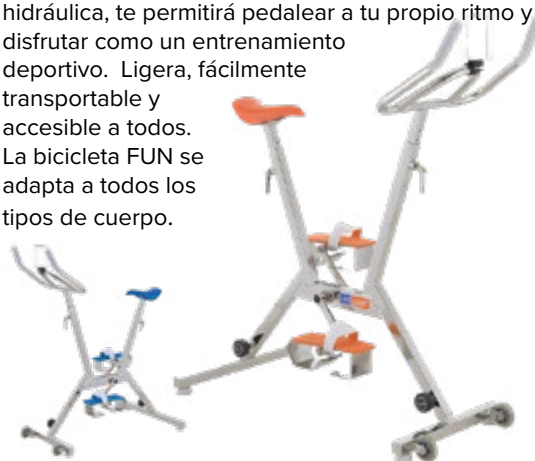 hidráulica, te permitirá pedalear a tu propio ritmo y
disfrutar como un entrenamiento
deportivo. Ligera, fácilmente
transportable y
accesible a todos.
La bicicleta FUN se
adapta a todos los
tipos de cuerpo.